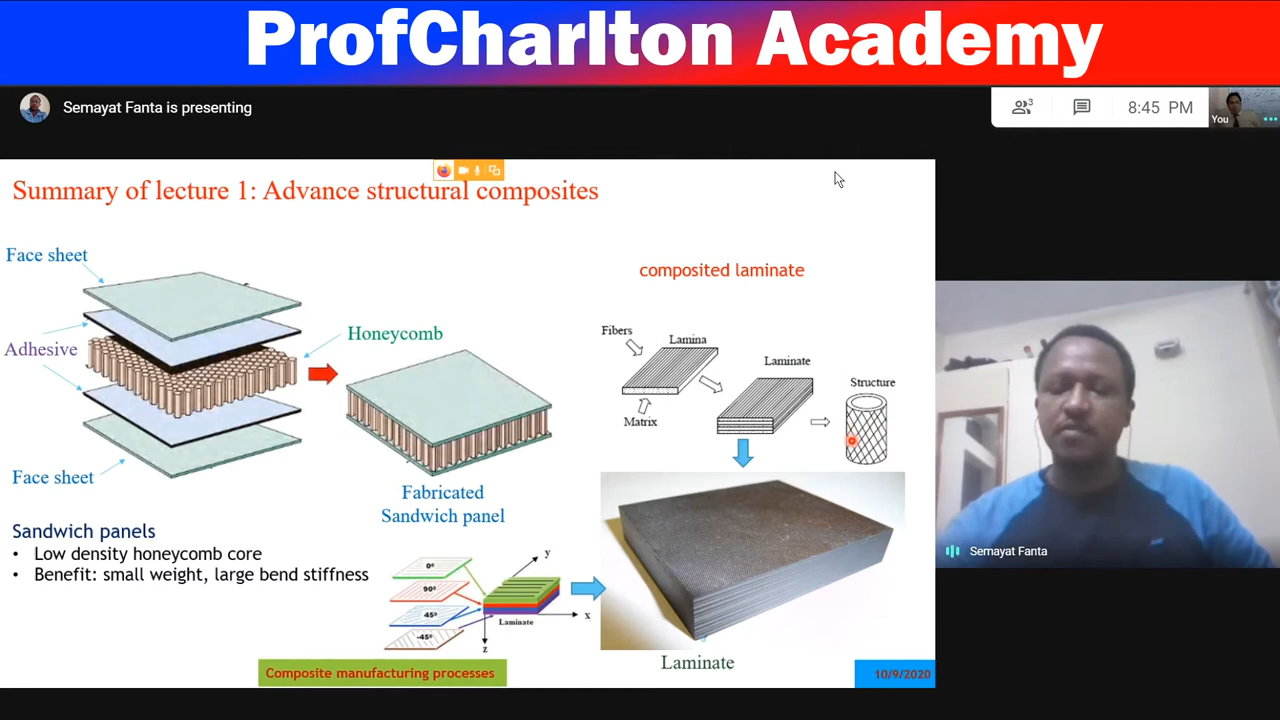 ProfCharlton Academy
Semayat Fanta is presenting
3
8:45 PM
You
Summary of lecture 1: Advance structural composites
Face sheet
Adhesive
Honeycomb
Face sheet
Fabricated
Sandwich panel
Sandwich panels
• Low density honeycomb core
• Benefit: small weight, large bend stiffness
composited laminate
Fibers
Lamina
Matrix
Laminate
Structure
0°
90°
45°
-45°
y
x
z
Laminate
Laminate
Composite manufacturing processes
10/9/2020
Semayat Fanta